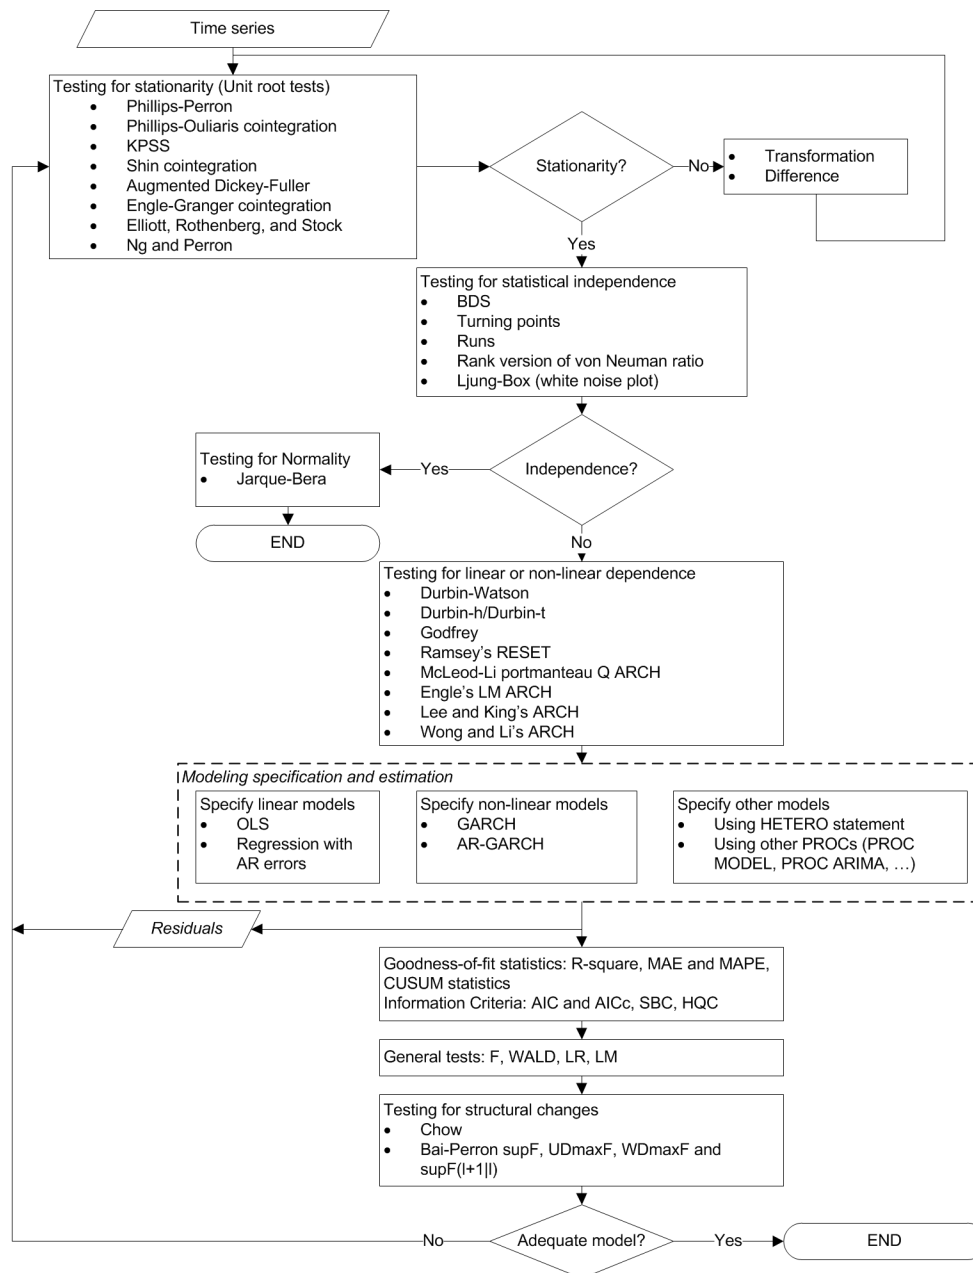 Time series
Testing for stationarity (Unit root tests)
• Phillips-Perron
• Phillips-Ouliaris cointegration
• KPSS
• Shin cointegration
• Augmented Dickey-Fuller
• Engle-Granger cointegration
• Elliott, Rothenberg, and Stock
• Ng and Perron
Stationarity?
No
• Transformation
• Difference
Yes
Testing for statistical independence
• BDS
• Turning points
• Runs
• Rank version of von Neuman ratio
• Ljung-Box (white noise plot)
Independence?
Yes
Testing for Normality
• Jarque-Bera
END
No
Testing for linear or non-linear dependence
• Durbin-Watson
• Durbin-h/Durbin-t
• Godfrey
• Ramsey's RESET
• McLeod-Li portmanteau Q ARCH
• Engle's LM ARCH
• Lee and King's ARCH
• Wong and Li's ARCH
Modeling specification and estimation
Specify linear models
• OLS
• Regression with
AR errors
Specify non-linear models
• GARCH
• AR-GARCH
Specify other models
• Using HETERO statement
• Using other PROCs (PROC
MODEL, PROC ARIMA, …)
Residuals
Goodness-of-fit statistics: R-square, MAE and MAPE,
CUSUM statistics
Information Criteria: AIC and AICc, SBC, HQC
General tests: F, WALD, LR, LM
Testing for structural changes
• Chow
• Bai-Perron supF, UDmaxF, WDmaxF and
supF(l+1|l)
Adequate model?
No
Yes
END